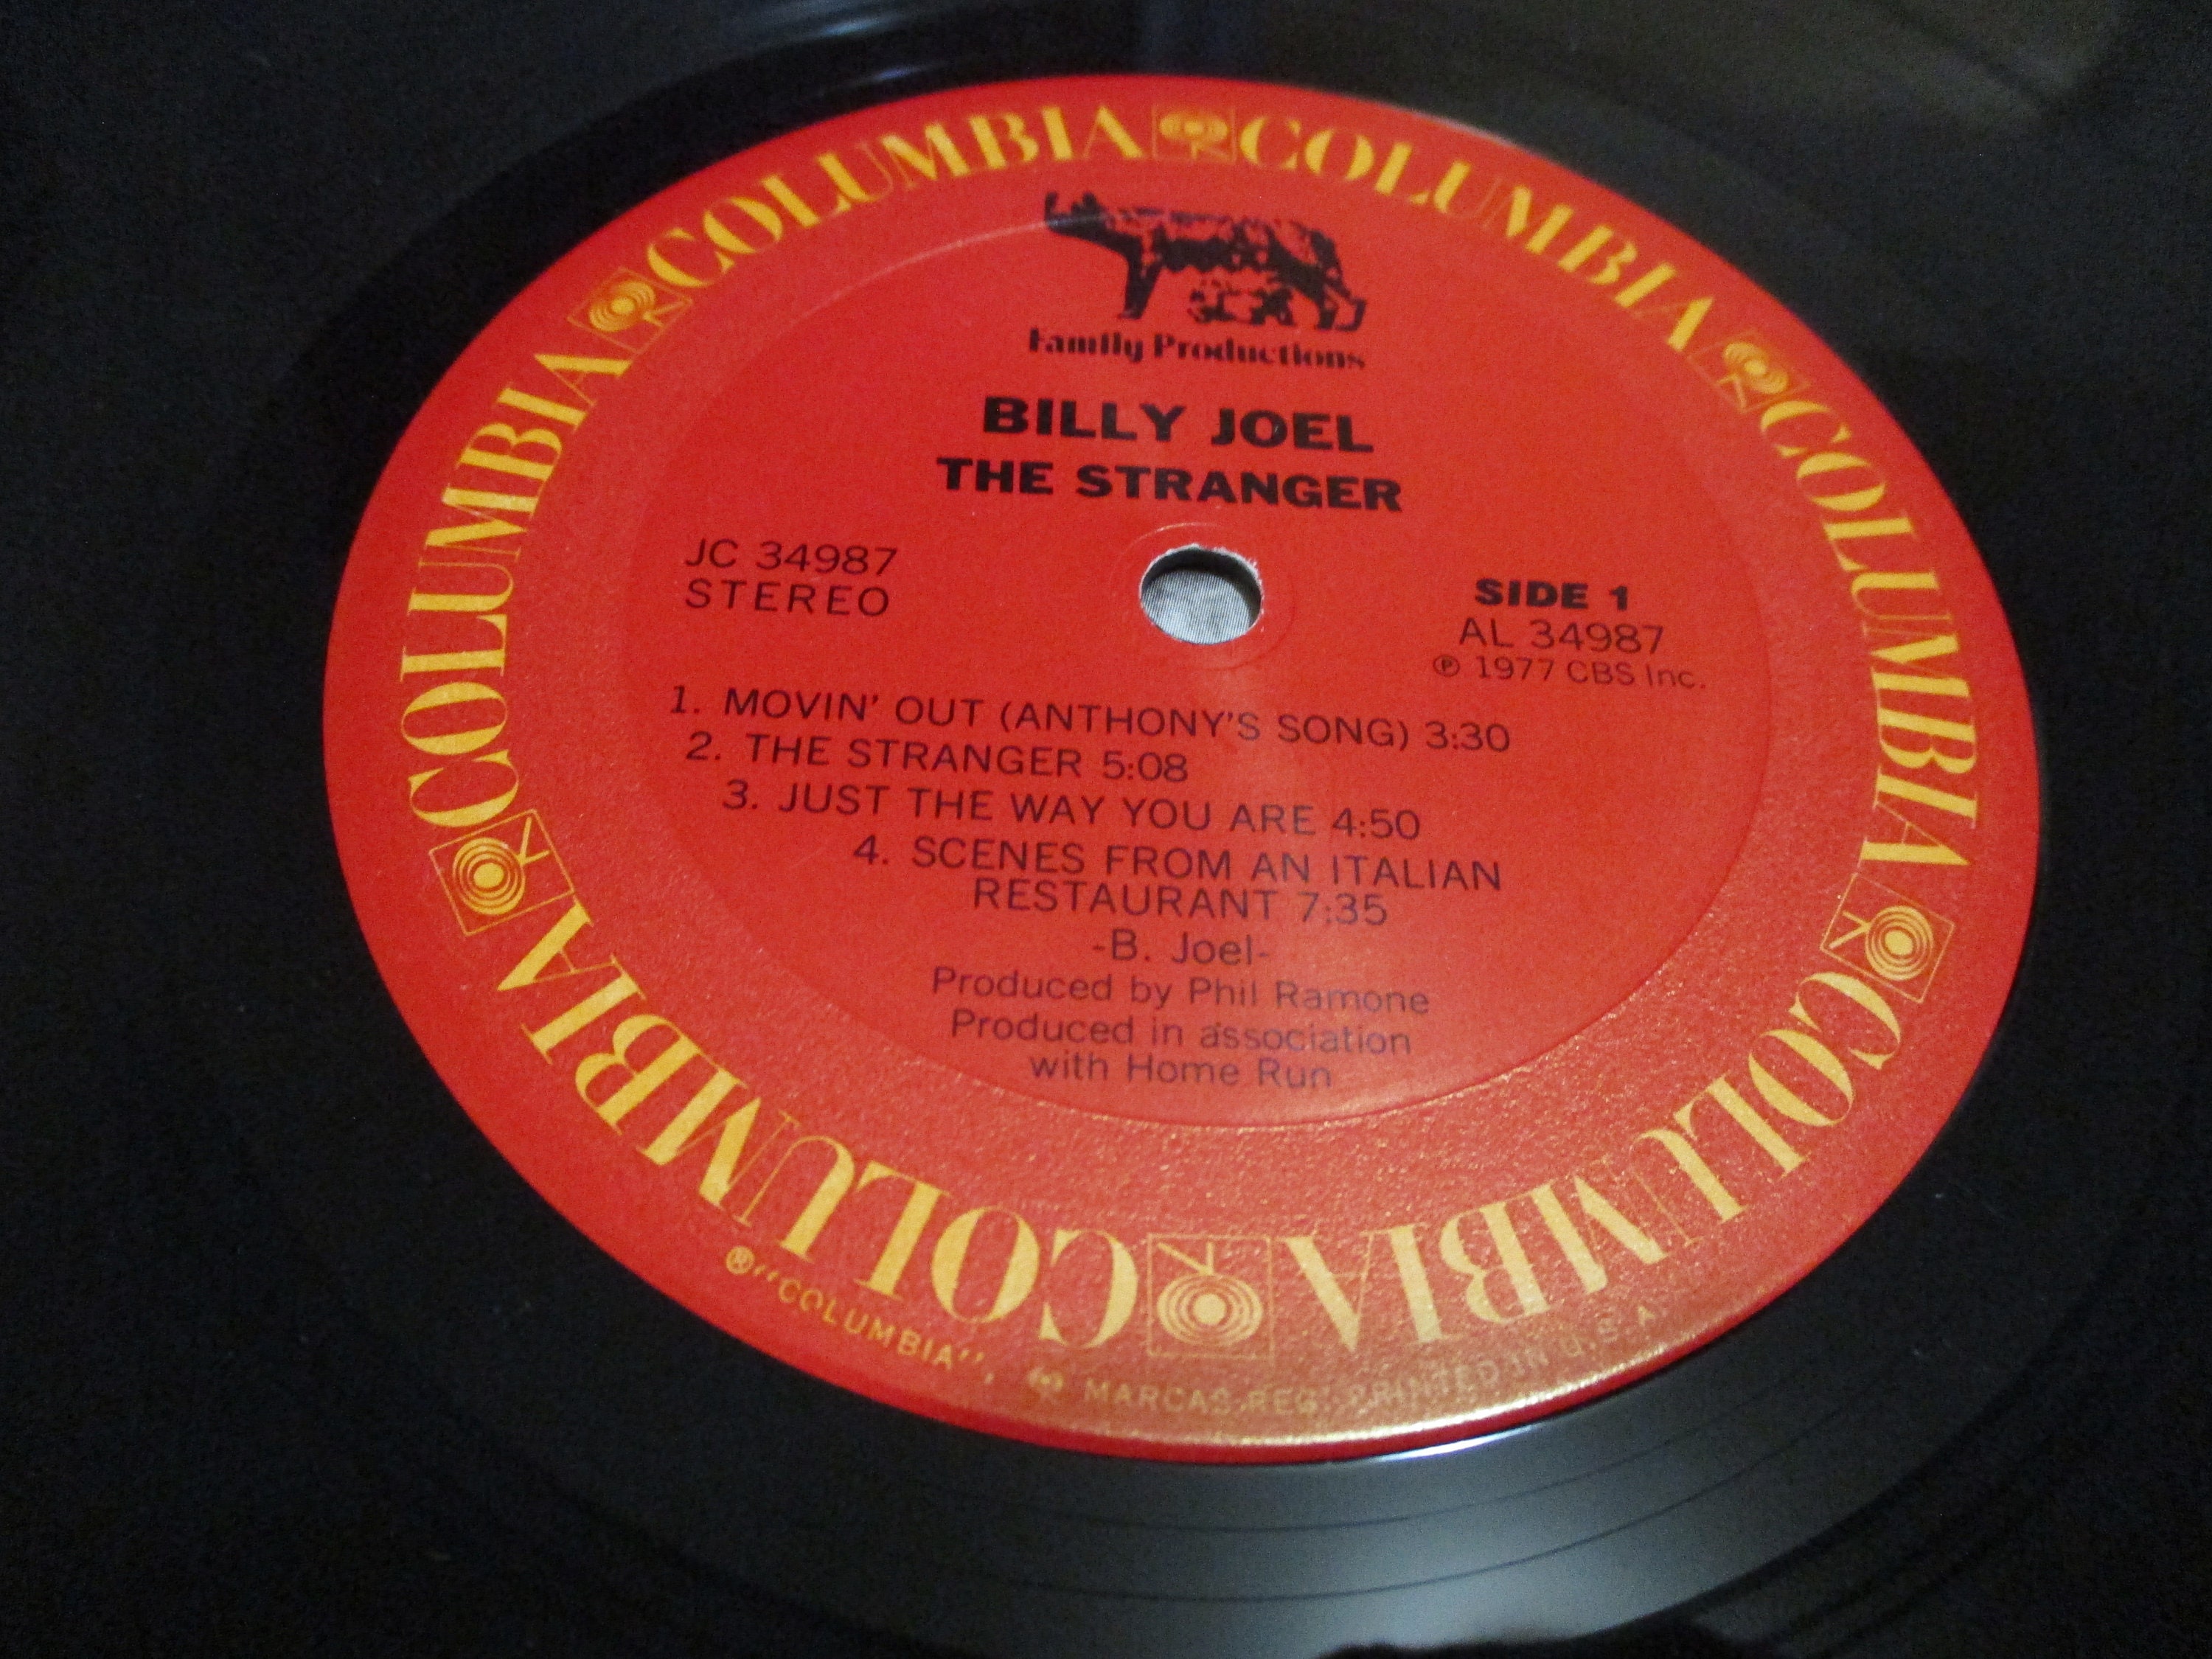 COLUMBIA COLUMBIA COLUMBIA COLUMBIA COLUMBIA COLUMBIA
Family Productions
BILLY JOEL
THE STRANGER
JC 34987
STEREO
SIDE 1
AL 34987
Ⓟ 1977 CBS Inc.
1. MOVIN' OUT (ANTHONY'S SONG) 3:30
2. THE STRANGER 5:08
3. JUST THE WAY YOU ARE 4:50
4. SCENES FROM AN ITALIAN
RESTAURANT 7:35
-B. Joel-
Produced by Phil Ramone
Produced in association
with Home Run
® "COLUMBIA", MARCAS REG. PRINTED IN U.S.A.